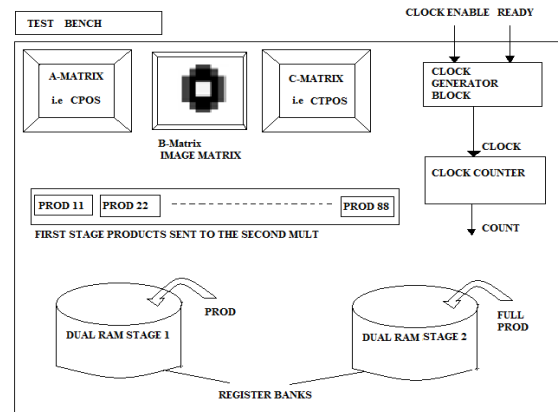 TEST BENCH
CLOCK ENABLE READY
A-MATRIX
i.e CPOS
C-MATRIX
i.e CTPOS
CLOCK
GENERATOR
BLOCK
B-Matrix
IMAGE MATRIX
CLOCK
CLOCK COUNTER
PROD 11
PROD 22
PROD 88
COUNT
FIRST STAGE PRODUCTS SENT TO THE SECOND MULT
PROD
FULL
PROD
DUAL RAM STAGE 1
DUAL RAM STAGE 2
REGISTER BANKS